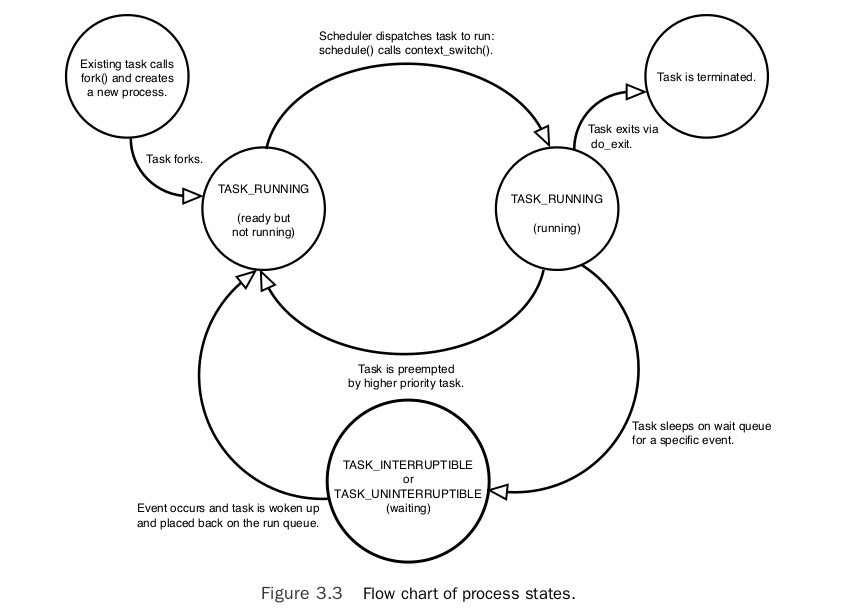 Existing task calls
fork() and creates
a new process.
Scheduler dispatches task to run:
schedule() calls context_switch().
Task is terminated.
Task forks.
Task exits via
do_exit.
TASK_RUNNING
(ready but
not running)
TASK_RUNNING
(running)
Task is preempted
by higher priority task.
Task sleeps on wait queue
for a specific event.
TASK_INTERRUPTIBLE
or
TASK_UNINTERRUPTIBLE
(waiting)
Event occurs and task is woken up
and placed back on the run queue.
Figure 3.3 Flow chart of process states.